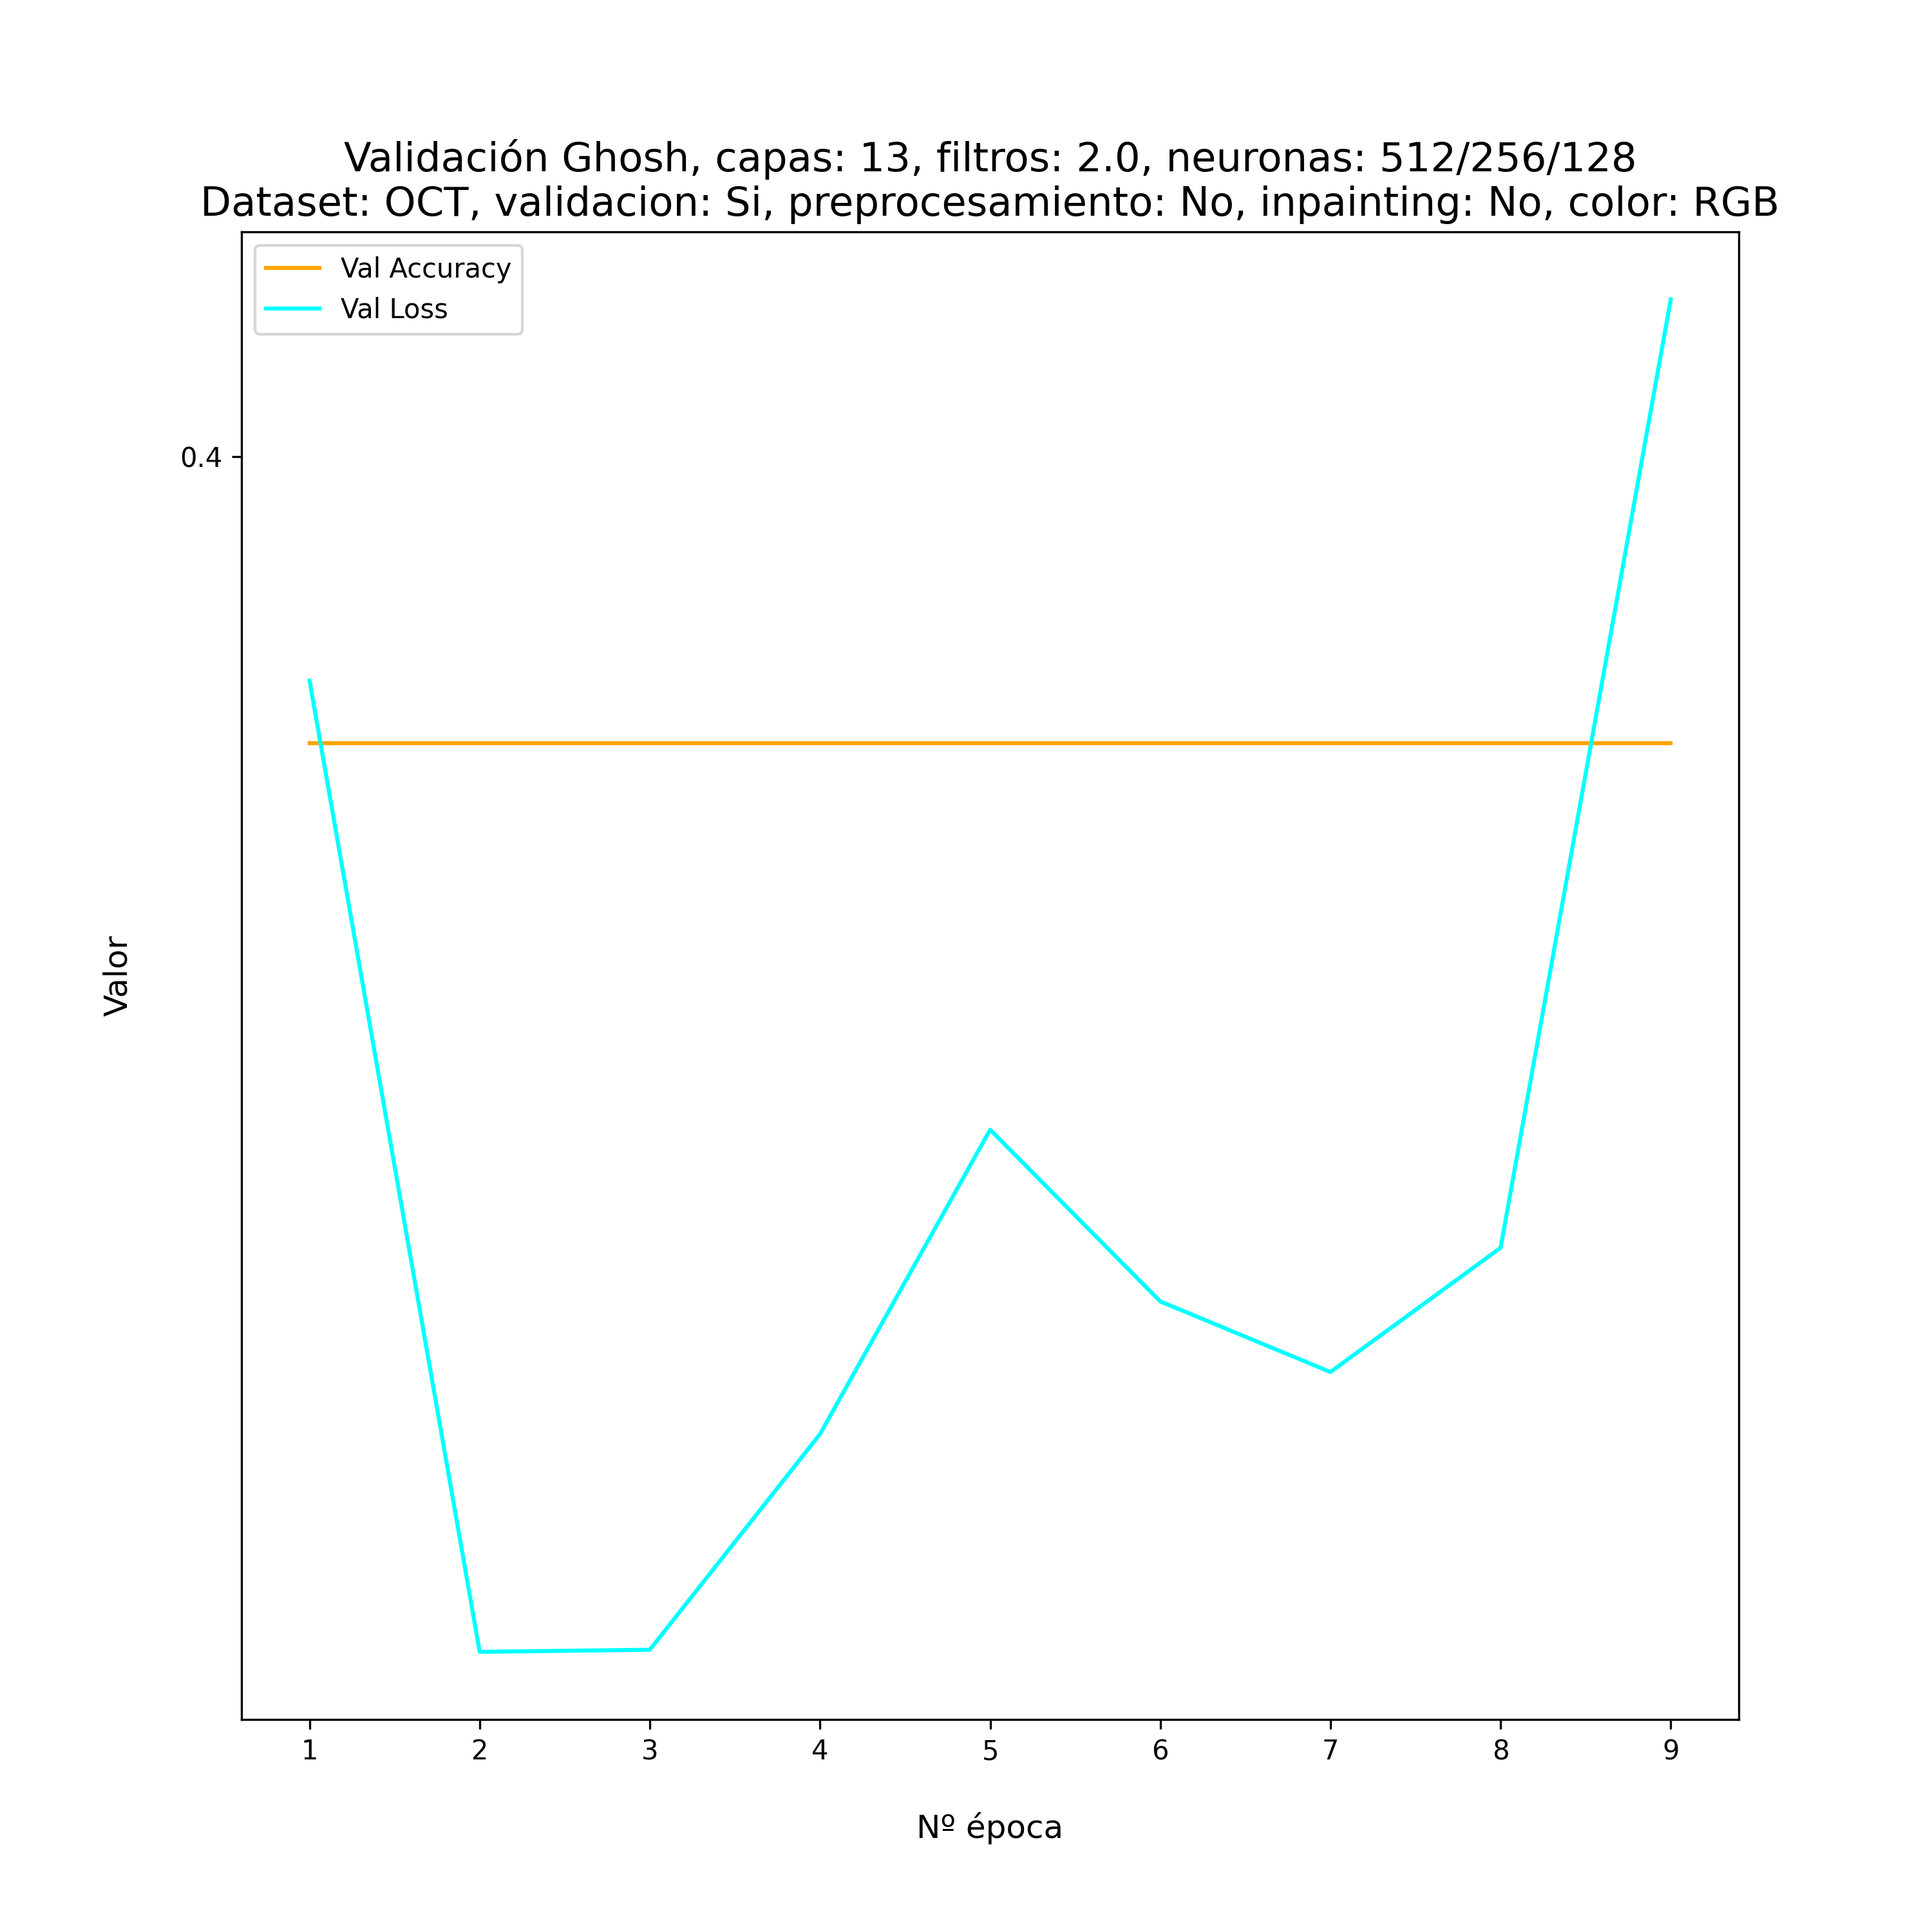 Validación Ghosh, capas: 13, filtros: 2.0, neuronas: 512/256/128
Dataset: OCT, validacion: Si, preprocesamiento: No, inpainting: No, color: RGB
Val Accuracy
Val Loss
0.4
Valor
1 2 3 4 5 6 7 8 9
Nº época